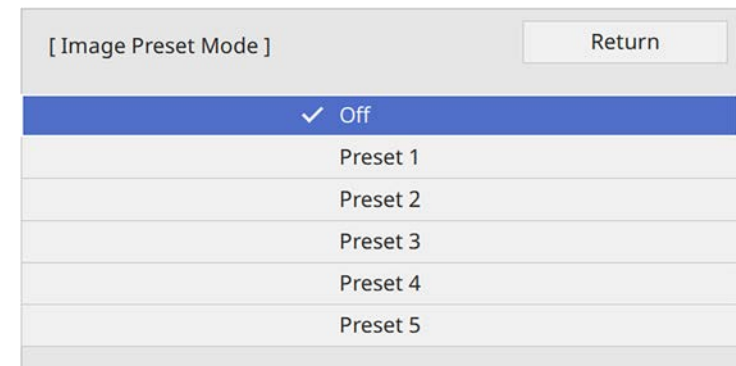 [ Image Preset Mode ]
Return
Off
Preset 1
Preset 2
Preset 3
Preset 4
Preset 5